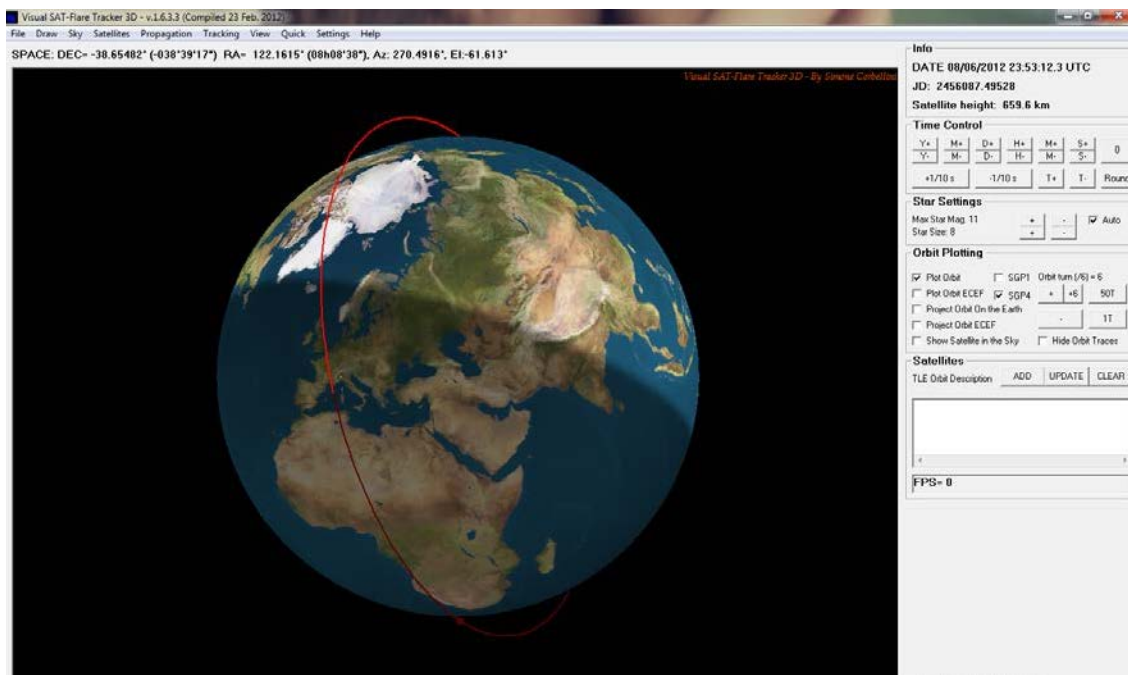 Visual SAT-Flare Tracker 3D - v.1.6.3.3 (Compiled 23 Feb. 2012)
File Draw Sky Satellites Propagation Tracking View Quick Settings Help
SPACE: DEC= -38.65482° (-038°39'17") RA= 122.1615° (08h08'38"), Az: 270.4916°, El:-61.613°
Visual SAT-Flare Tracker 3D - By Simone Corbellini
Info
DATE 08/06/2012 23:53:12.3 UTC
JD: 2456087.49528
Satellite height: 659.6 km
Time Control
Y+ M+ D+ H+ M+ S+ 0
Y- M- D- H- M- S-
+1/10 s -1/10 s T+ T- Round
Star Settings
Max Star Mag. 11 + - Auto
Star Size: 8 + -
Orbit Plotting
Plot Orbit SGP1 Orbit turn (/6) = 6
Plot Orbit ECEF SGP4 + +6 50T
Project Orbit On the Earth
Project Orbit ECEF - 1T
Show Satellite in the Sky Hide Orbit Traces
Satellites
TLE Orbit Description ADD UPDATE CLEAR
FPS= 0